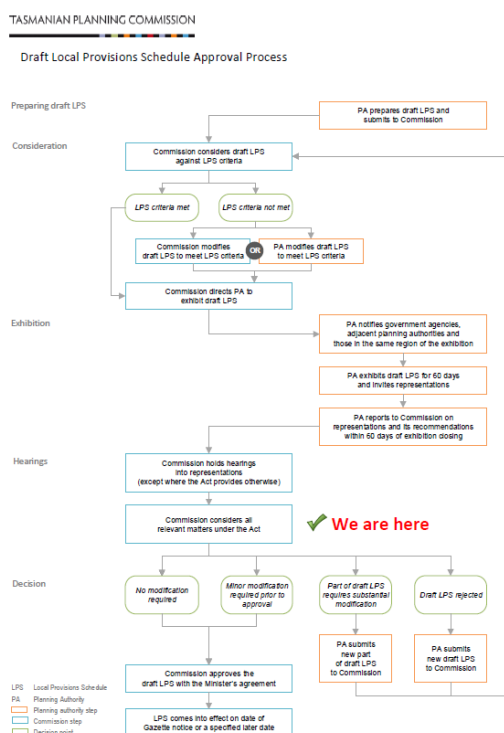 TASMANIAN PLANNING COMMISSION
Draft Local Provisions Schedule Approval Process
Preparing draft LPS
PA prepares draft LPS and
submits to Commission
Consideration
Commission considers draft LPS
against LPS criteria
LPS criteria met
LPS criteria not met
Commission modifies
draft LPS to meet LPS criteria
OR
PA modifies draft LPS
to meet LPS criteria
Commission directs PA to
exhibit draft LPS
Exhibition
PA notifies government agencies,
adjacent planning authorities and
those in the same region of the exhibition
PA exhibits draft LPS for 60 days
and invites representations
PA reports to Commission on
representations and its recommendations
within 60 days of exhibition closing
Hearings
Commission holds hearings
into representations
(except where the Act provides otherwise)
Commission considers all
relevant matters under the Act
We are here
Decision
No modification
required
Minor modification
required prior to
approval
Part of draft LPS
requires substantial
modification
Draft LPS rejected
PA submits
new part
of draft LPS
to Commission
PA submits
new draft LPS
to Commission
Commission approves the
draft LPS with the Minister's agreement
LPS comes into effect on date of
Gazette notice or a specified later date
LPS Local Provisions Schedule
PA Planning Authority
Planning authority step
Commission step
Decision point